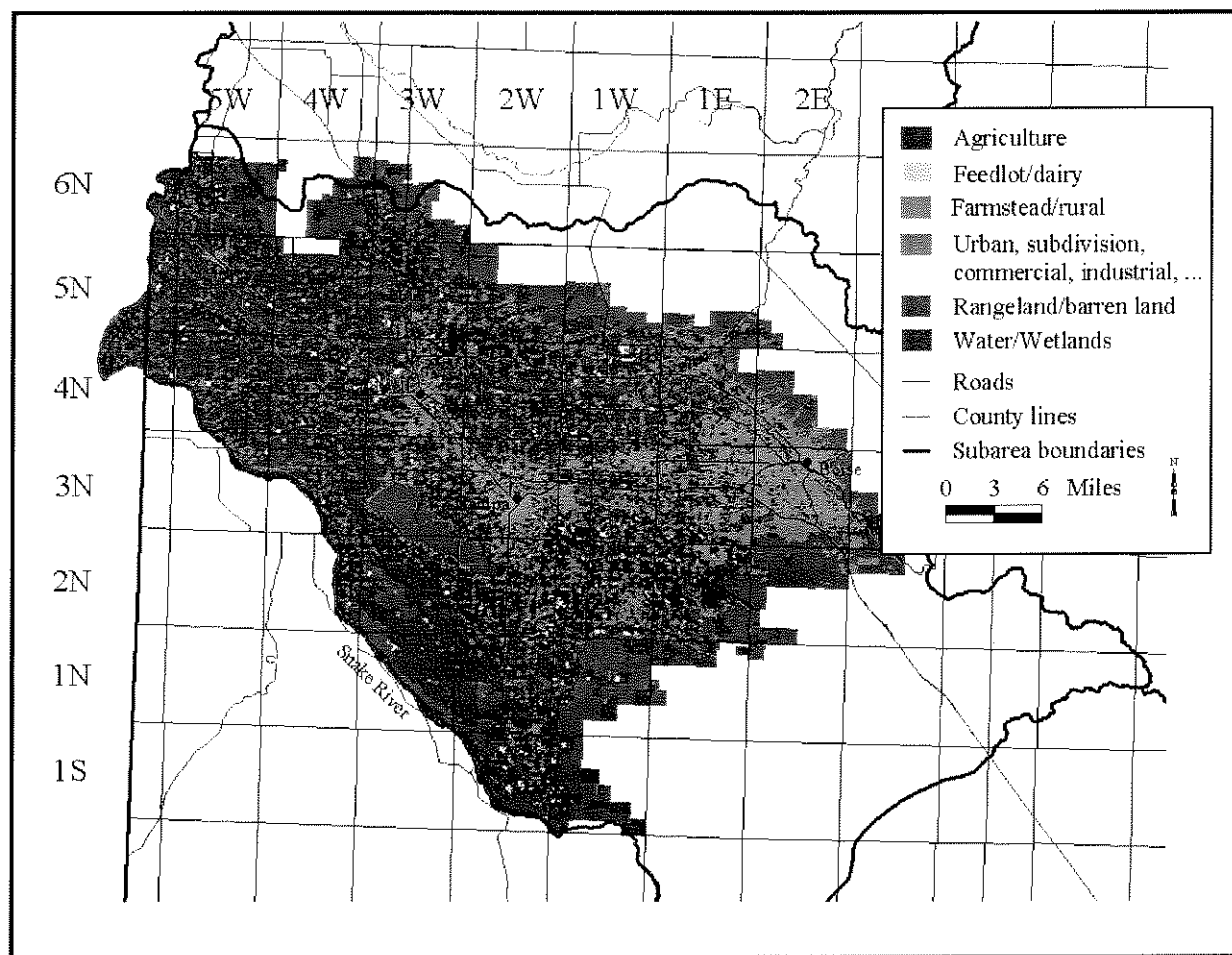 5W 4W 3W 2W 1W 1E 2E
6N
5N
4N
3N
2N
1N
1S
Snake River
Agriculture
Feedlot/dairy
Farmstead/rural
Urban, subdivision,
commercial, industrial, ...
Rangeland/barren land
Water/Wetlands
Roads
County lines
Subarea boundaries
0 3 6 Miles
N